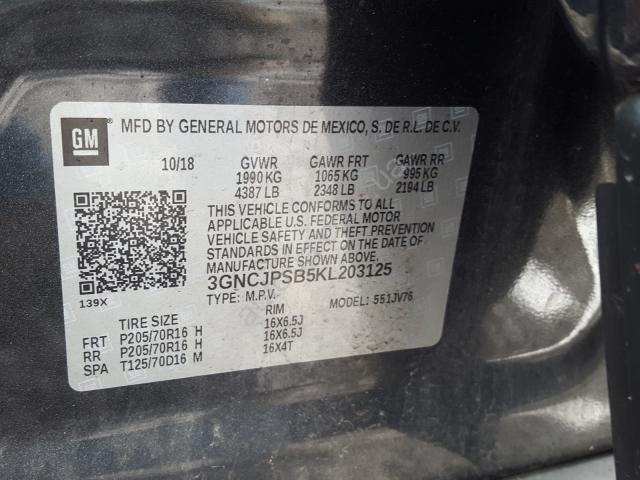 GM
MFD BY GENERAL MOTORS DE MEXICO, S. DE R.L. DE C.V.
10/18 GVWR GAWR FRT GAWR RR
1990 KG 1065 KG 995 KG
4387 LB 2348 LB 2194 LB
THIS VEHICLE CONFORMS TO ALL
APPLICABLE U.S. FEDERAL MOTOR
VEHICLE SAFETY AND THEFT PREVENTION
STANDARDS IN EFFECT ON THE DATE OF
MANUFACTURE SHOWN ABOVE.
3GNCJPSB5KL203125
139X TYPE: M.P.V. MODEL: 551JV76
TIRE SIZE RIM
FRT P205/70R16 H 16X6.5J
RR P205/70R16 H 16X6.5J
SPA T125/70D16 M 16X4T